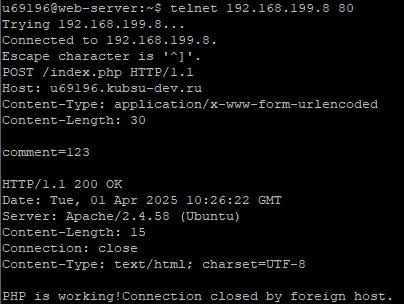 u69196@web-server:~$ telnet 192.168.199.8 80
Trying 192.168.199.8...
Connected to 192.168.199.8.
Escape character is '^]'.
POST /index.php HTTP/1.1
Host: u69196.kubsu-dev.ru
Content-Type: application/x-www-form-urlencoded
Content-Length: 30

comment=123

HTTP/1.1 200 OK
Date: Tue, 01 Apr 2025 10:26:22 GMT
Server: Apache/2.4.58 (Ubuntu)
Content-Length: 15
Connection: close
Content-Type: text/html; charset=UTF-8

PHP is working!Connection closed by foreign host.